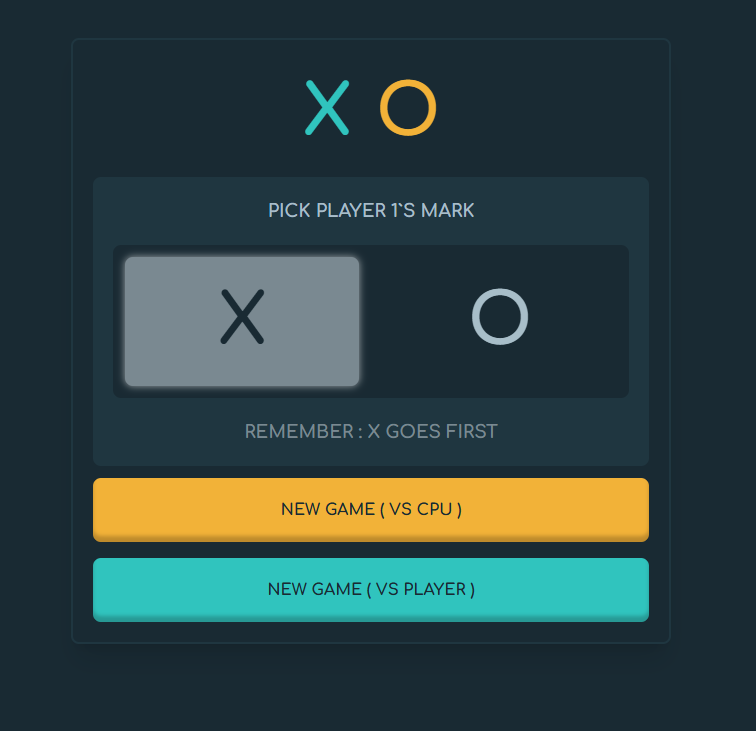 X O
PICK PLAYER 1`S MARK
X O
REMEMBER : X GOES FIRST
NEW GAME ( VS CPU )
NEW GAME ( VS PLAYER )